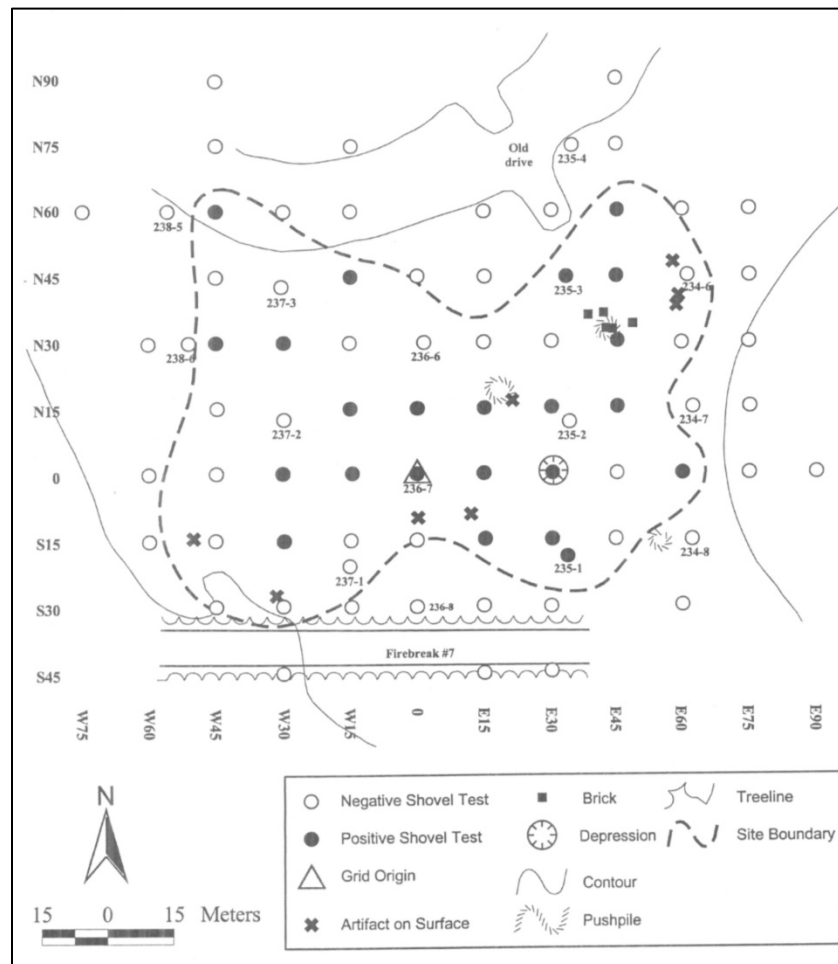 N90
N75
Old
drive
235-4
N60
238-5
N45
237-3
235-3
234-6
N30
238-6
236-6
N15
237-2
235-2
234-7
0
236-7
S15
237-1
235-1
234-8
S30
236-8
Firebreak #7
S45
W75 W60 W45 W30 W15 0 E15 E30 E45 E60 E75 E90
N
15 0 15 Meters
Negative Shovel Test Brick Treeline
Positive Shovel Test Depression Site Boundary
Grid Origin Contour
Artifact on Surface Pushpile